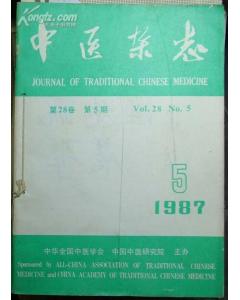 Kongfz.com
中医杂志
JOURNAL OF TRADITIONAL CHINESE MEDICINE
第28卷 第5期 Vol. 28 No. 5
5
1987
中华全国中医学会 中国中医研究院 主办
Sponsored by ALL-CHINA ASSOCIATION OF TRADITIONAL CHINESE
MEDICINE and CHINA ACADEMY OF TRADITIONAL CHINESE MEDICINE